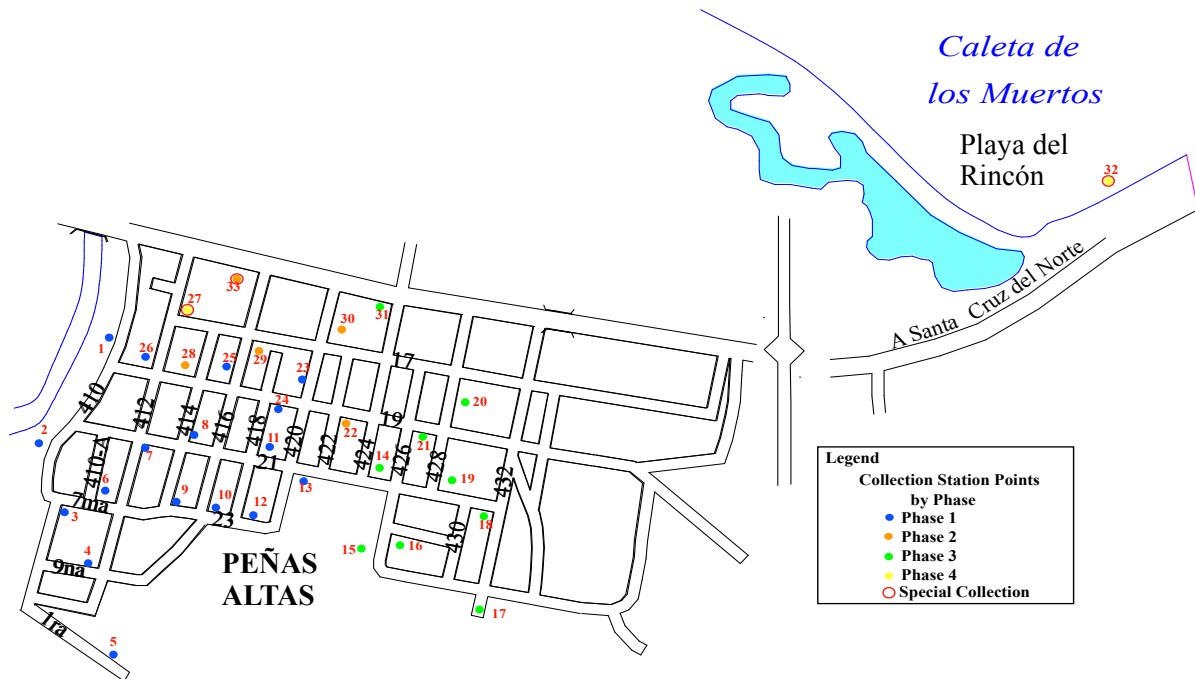 Caleta de
los Muertos
Playa del
Rincón
32
A Santa Cruz del Norte
33
27
31
30
1
26
28
25
29
23
17
410
412
414
416
418
24
420
422
22
424
19
426
21
428
20
432
2
410-A
8
7
11
21
14
19
6
7ma
9
10
12
13
23
18
430
3
4
9na
15
16
PEÑAS
ALTAS
17
1ra
5
Legend
Collection Station Points
by Phase
Phase 1
Phase 2
Phase 3
Phase 4
Special Collection